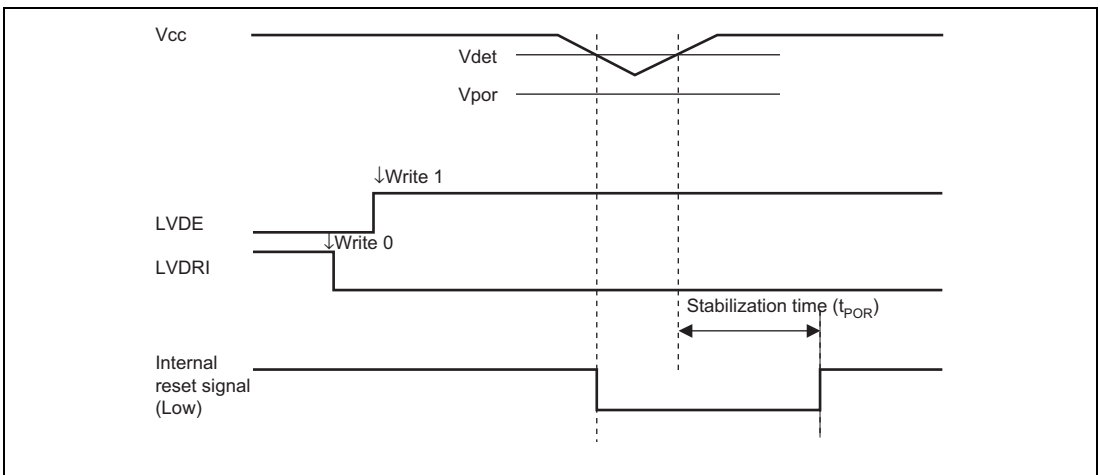 Vcc
Vdet
Vpor
↓Write 1
LVDE
↓Write 0
LVDRI
Stabilization time (tPOR)
Internal
reset signal
(Low)